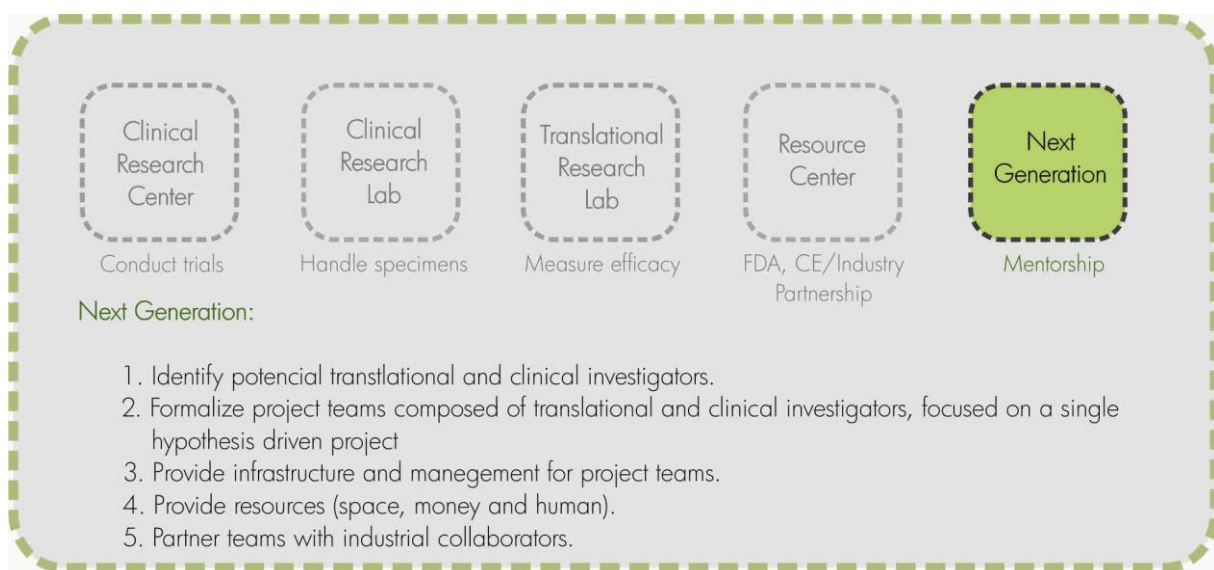 Clinical
Research
Center
Clinical
Research
Lab
Translational
Research
Lab
Resource
Center
Next
Generation
Conduct trials
Handle specimens
Measure efficacy
FDA, CE/Industry
Partnership
Mentorship
Next Generation:
1. Identify potencial transtlational and clinical investigators.
2. Formalize project teams composed of translational and clinical investigators, focused on a single
hypothesis driven project
3. Provide infrastructure and manegement for project teams.
4. Provide resources (space, money and human).
5. Partner teams with industrial collaborators.